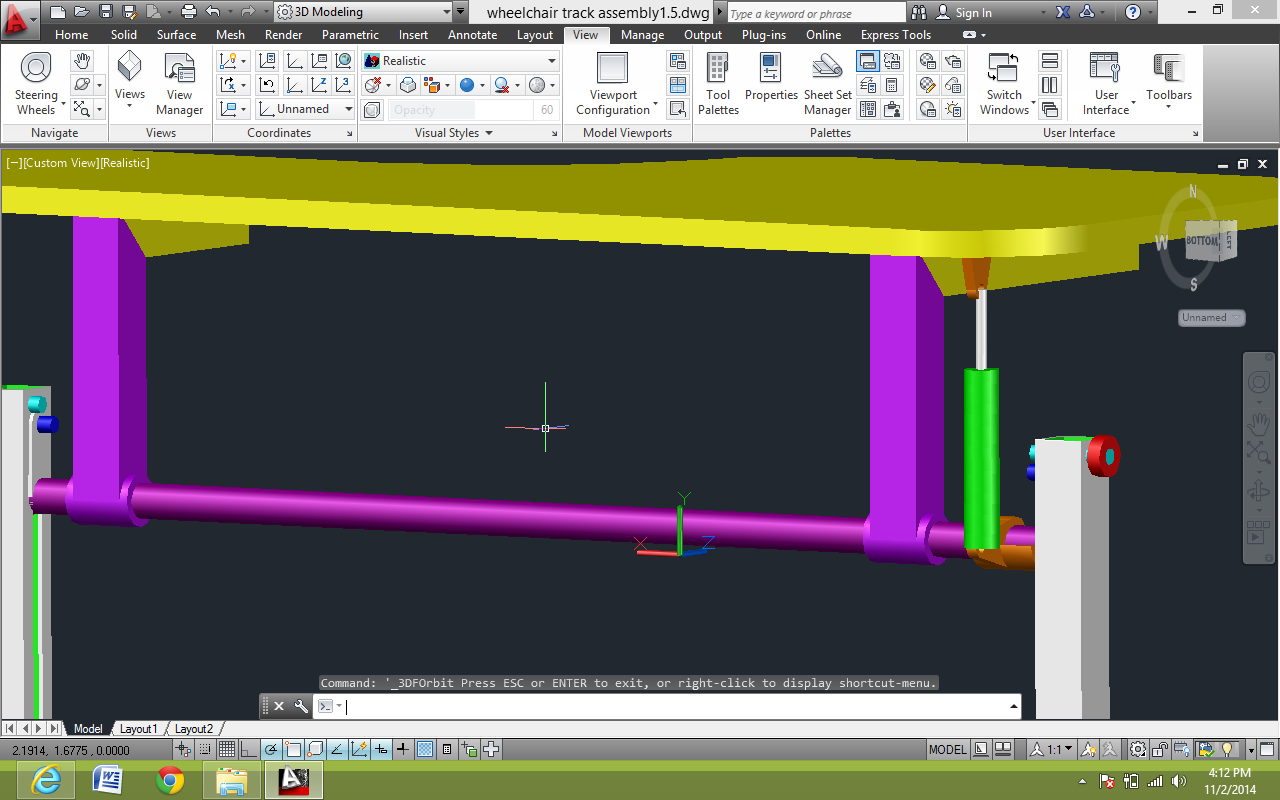 3D Modeling
wheelchair track assembly1.5.dwg
Type a keyword or phrase
Sign In
Home Solid Surface Mesh Render Parametric Insert Annotate Layout View Manage Output Plug-ins Online Express Tools
Steering Wheels
Views
View Manager
Unnamed
Realistic
Opacity 60
Viewport Configuration
Tool Palettes
Properties
Sheet Set Manager
Switch Windows
User Interface
Toolbars
Navigate Views Coordinates Visual Styles Model Viewports Palettes User Interface
[−][Custom View][Realistic]
N
W
BOTTOM
LEFT
S
Unnamed
Y
X
Z
Command: '_3DFOrbit Press ESC or ENTER to exit, or right-click to display shortcut-menu.
Model Layout1 Layout2
2.1914, 1.6775 , 0.0000
MODEL
1:1
4:12 PM
11/2/2014